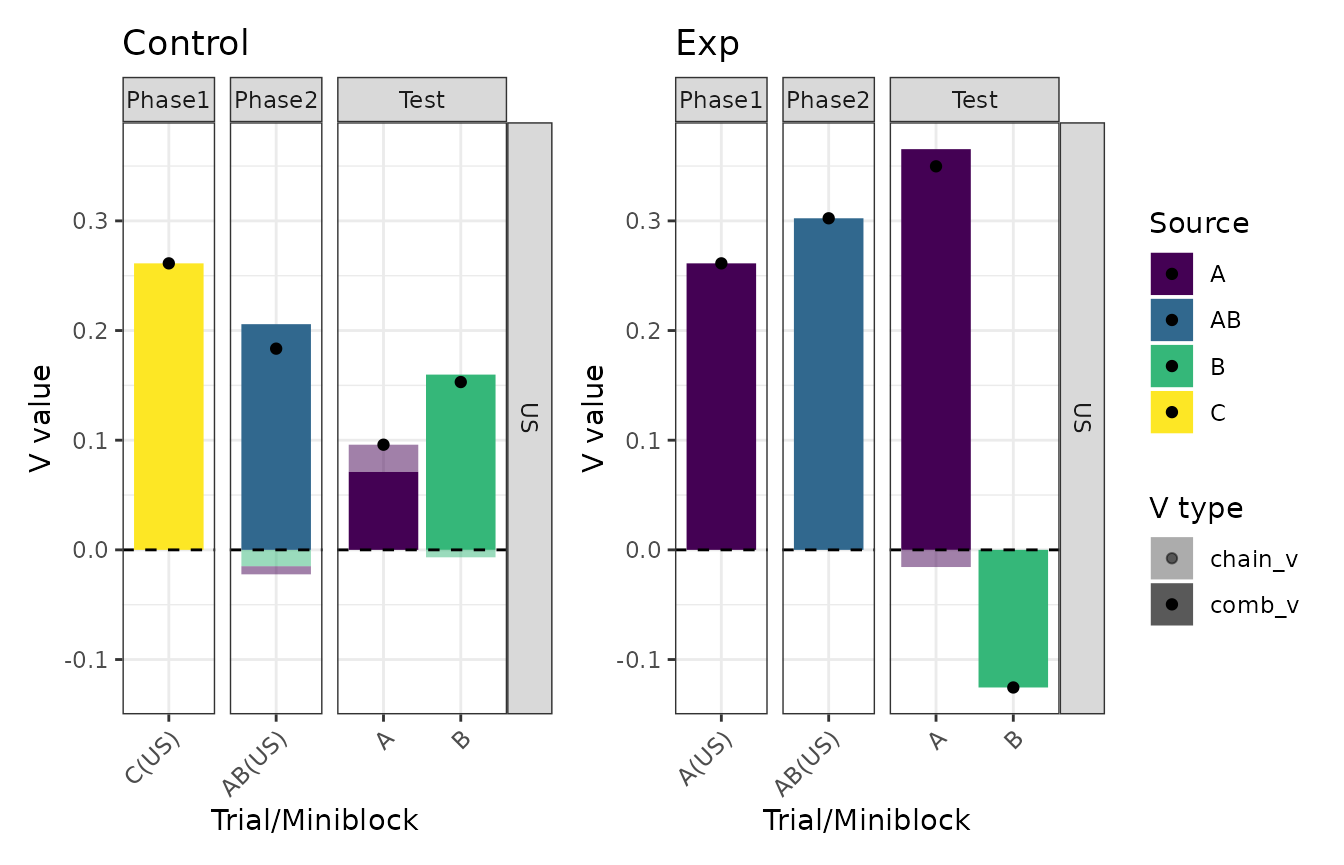 Control
Phase1 Phase2 Test
V value
0.3
0.2
0.1
0.0
-0.1
US
C(US) AB(US) A B
Trial/Miniblock
Exp
Phase1 Phase2 Test
V value
0.3
0.2
0.1
0.0
-0.1
US
A(US) AB(US) A B
Trial/Miniblock
Source
A
AB
B
C
V type
chain_v
comb_v